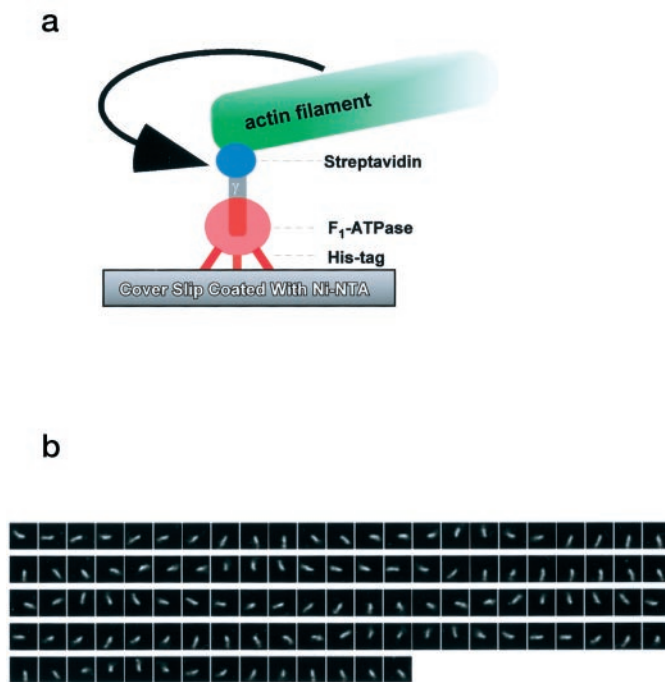 a
actin filament
Streptavidin
γ
F₁-ATPase
His-tag
Cover Slip Coated With Ni-NTA
b